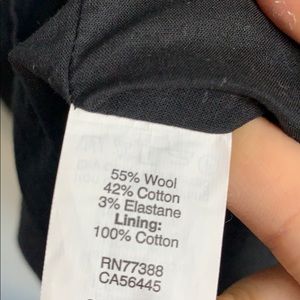 55% Wool
42% Cotton
3% Elastane
Lining:
100% Cotton
RN77388
CA56445